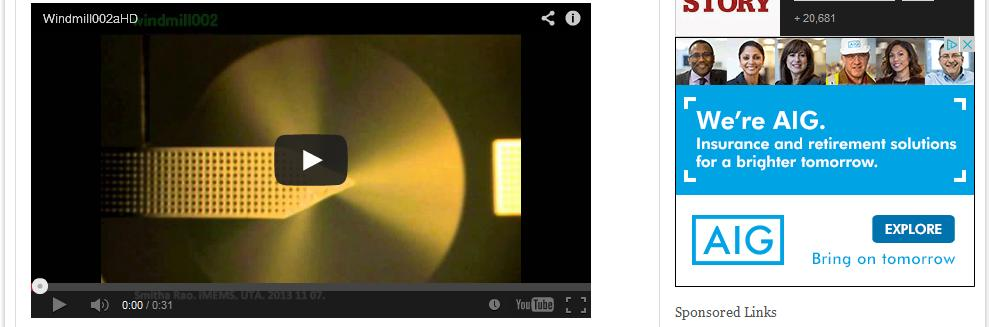 Windmill002aHD
windmill002
Smitha Rao. iMEMS. UTA. 2013 11 07.
0:00 / 0:31
YouTube
STORY
+ 20,681
We're AIG.
Insurance and retirement solutions
for a brighter tomorrow.
AIG
EXPLORE
Bring on tomorrow
Sponsored Links